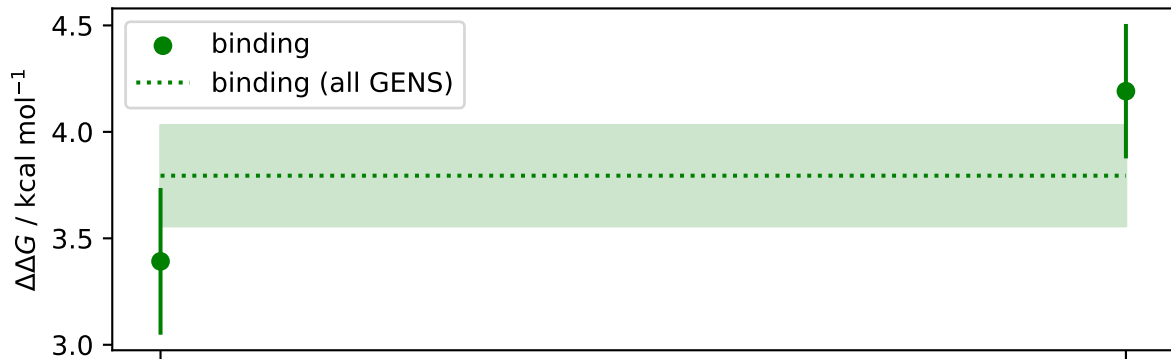 4.5
4.0
3.5
3.0
ΔΔG / kcal mol⁻¹
binding
binding (all GENS)